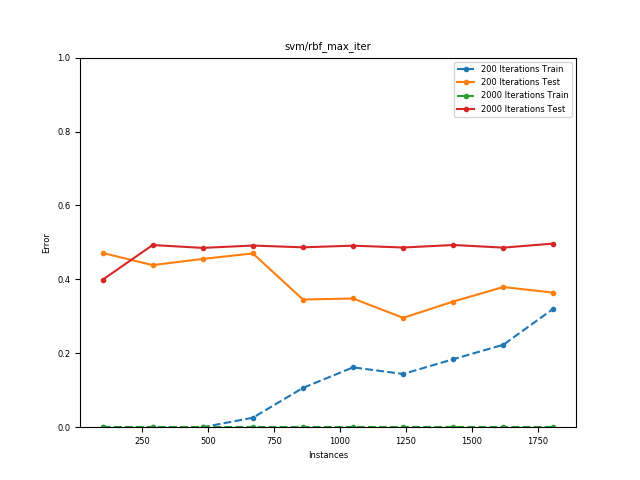 svm/rbf_max_iter
200 Iterations Train
200 Iterations Test
2000 Iterations Train
2000 Iterations Test
1.0
0.8
0.6
0.4
0.2
0.0
Error
250 500 750 1000 1250 1500 1750
Instances